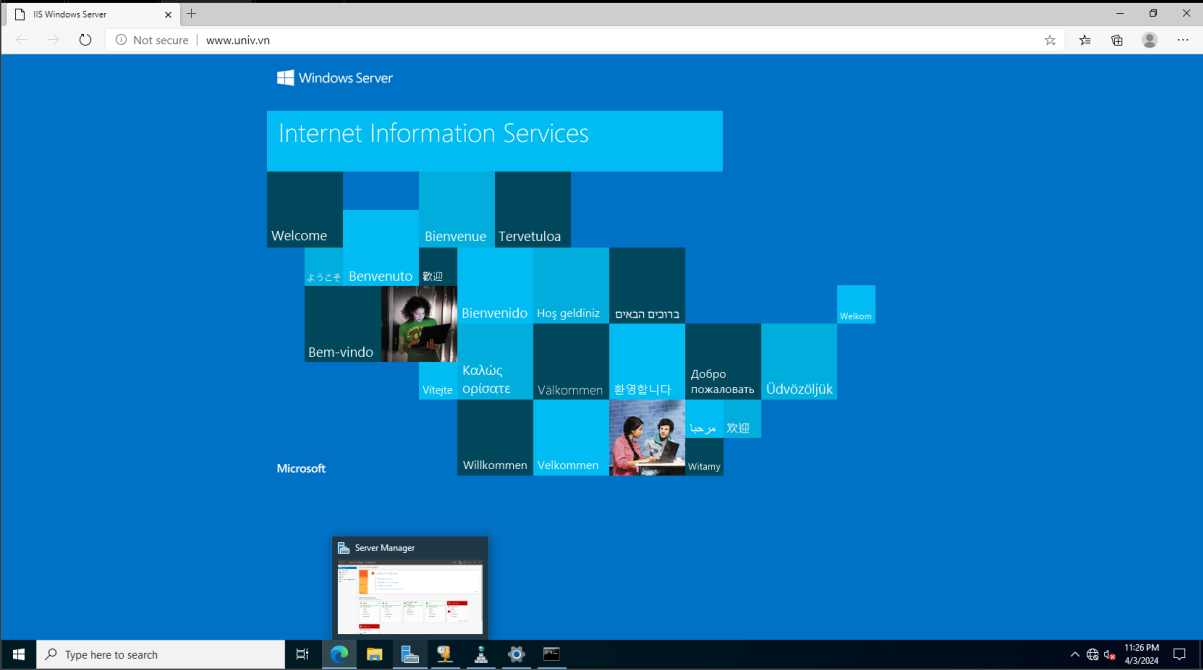 IIS Windows Server
Not secure
www.univ.vn
Windows Server
Internet Information Services
Welcome
Bienvenue
Tervetuloa
ようこそ
Benvenuto
歡迎
Bienvenido
Hoş geldiniz
ברוכים הבאים
Welkom
Bem-vindo
Vítejte
Καλώς
ορίσατε
Välkommen
환영합니다
Добро
пожаловать
Üdvözöljük
Willkommen
Velkommen
مرحبا
欢迎
Witamy
Microsoft
Server Manager
Type here to search
11:26 PM
4/3/2024